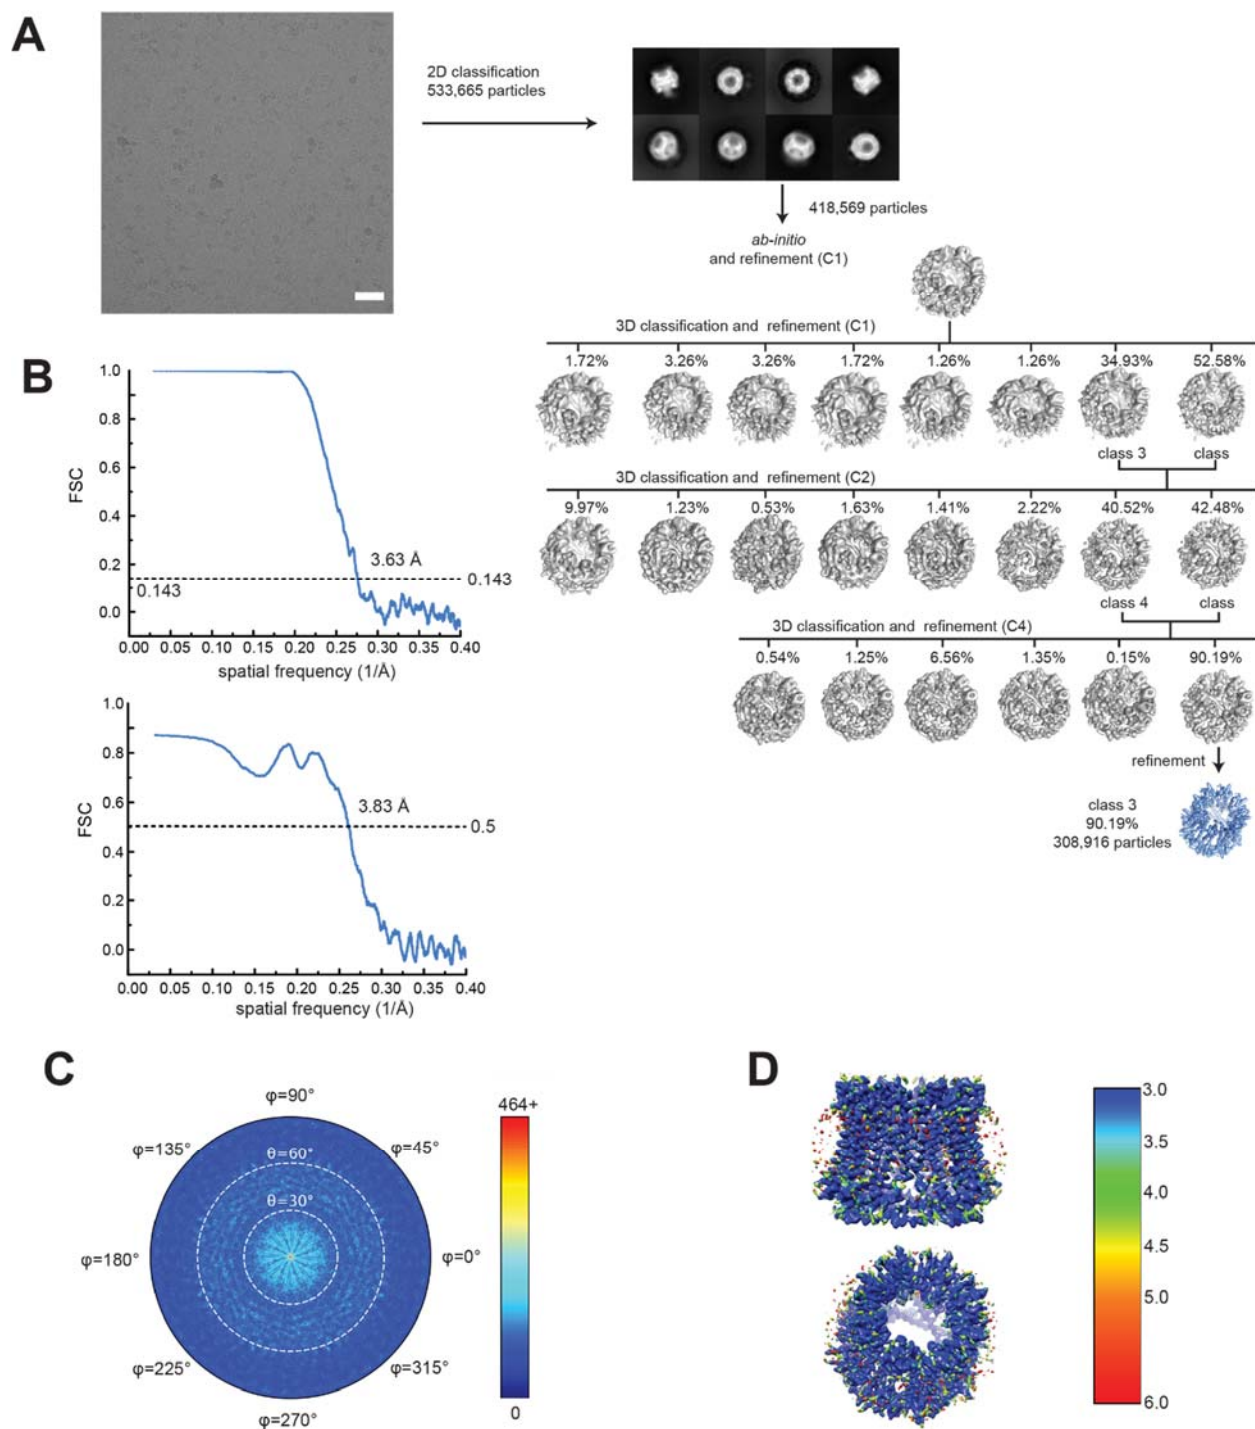 A
2D classification
533,665 particles
418,569 particles
ab-initio
and refinement (C1)
3D classification and refinement (C1)
1.72% 3.26% 3.26% 1.72% 1.26% 1.26% 34.93% 52.58%
class 3 class
3D classification and refinement (C2)
9.97% 1.23% 0.53% 1.63% 1.41% 2.22% 40.52% 42.48%
class 4 class
3D classification and refinement (C4)
0.54% 1.25% 6.56% 1.35% 0.15% 90.19%
refinement
class 3
90.19%
308,916 particles
B
1.0
0.8
0.6
0.4
0.2
0.0
FSC
3.63 Å
0.143
0.143
0.00 0.05 0.10 0.15 0.20 0.25 0.30 0.35 0.40
spatial frequency (1/Å)
1.0
0.8
0.6
0.4
0.2
0.0
FSC
3.83 Å
0.5
0.00 0.05 0.10 0.15 0.20 0.25 0.30 0.35 0.40
spatial frequency (1/Å)
C
φ=90°
φ=135° φ=45°
θ=60°
θ=30°
φ=180° φ=0°
φ=225° φ=315°
φ=270°
464+
0
D
3.0
3.5
4.0
4.5
5.0
6.0